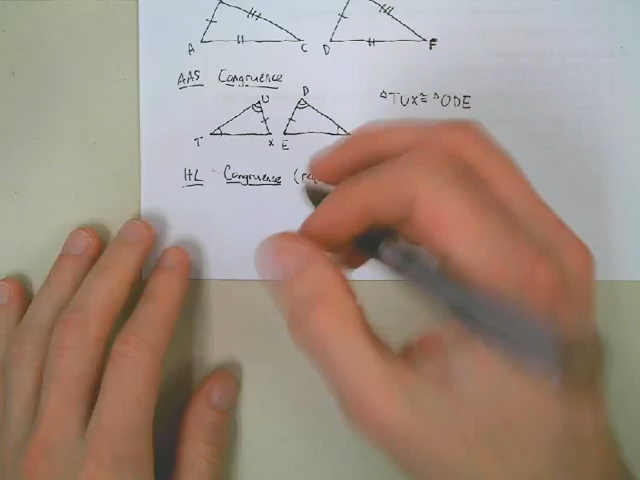 A C D F
AAS Congruence
U D
△TUX≅△ODE
T X E
HL Congruence